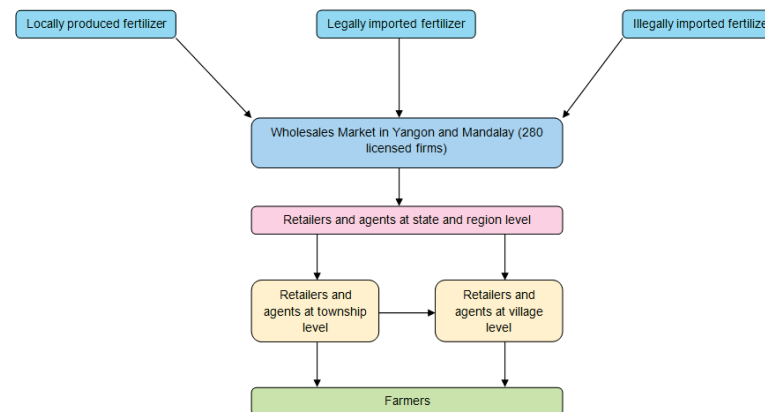 Locally produced fertilizer
Legally imported fertilizer
Illegally imported fertilize
Wholesales Market in Yangon and Mandalay (280
licensed firms)
Retailers and agents at state and region level
Retailers and
agents at township
level
Retailers and
agents at village
level
Farmers